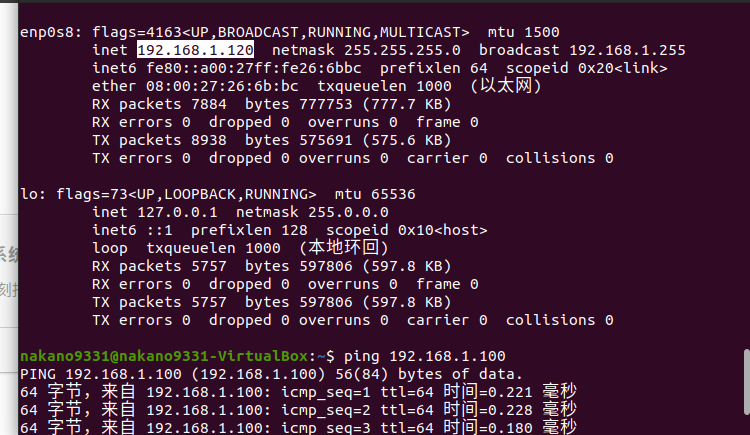 enp0s8: flags=4163<UP,BROADCAST,RUNNING,MULTICAST>  mtu 1500
        inet 192.168.1.120  netmask 255.255.255.0  broadcast 192.168.1.255
        inet6 fe80::a00:27ff:fe26:6bbc  prefixlen 64  scopeid 0x20<link>
        ether 08:00:27:26:6b:bc  txqueuelen 1000  (以太网)
        RX packets 7884  bytes 777753 (777.7 KB)
        RX errors 0  dropped 0  overruns 0  frame 0
        TX packets 8938  bytes 575691 (575.6 KB)
        TX errors 0  dropped 0 overruns 0  carrier 0  collisions 0
lo: flags=73<UP,LOOPBACK,RUNNING>  mtu 65536
        inet 127.0.0.1  netmask 255.0.0.0
        inet6 ::1  prefixlen 128  scopeid 0x10<host>
        loop  txqueuelen 1000  (本地环回)
        RX packets 5757  bytes 597806 (597.8 KB)
        RX errors 0  dropped 0  overruns 0  frame 0
        TX packets 5757  bytes 597806 (597.8 KB)
        TX errors 0  dropped 0 overruns 0  carrier 0  collisions 0
nakano9331@nakano9331-VirtualBox:~$ ping 192.168.1.100
PING 192.168.1.100 (192.168.1.100) 56(84) bytes of data.
64 字节，来自 192.168.1.100: icmp_seq=1 ttl=64 时间=0.221 毫秒
64 字节，来自 192.168.1.100: icmp_seq=2 ttl=64 时间=0.228 毫秒
64 字节，来自 192.168.1.100: icmp_seq=3 ttl=64 时间=0.180 毫秒